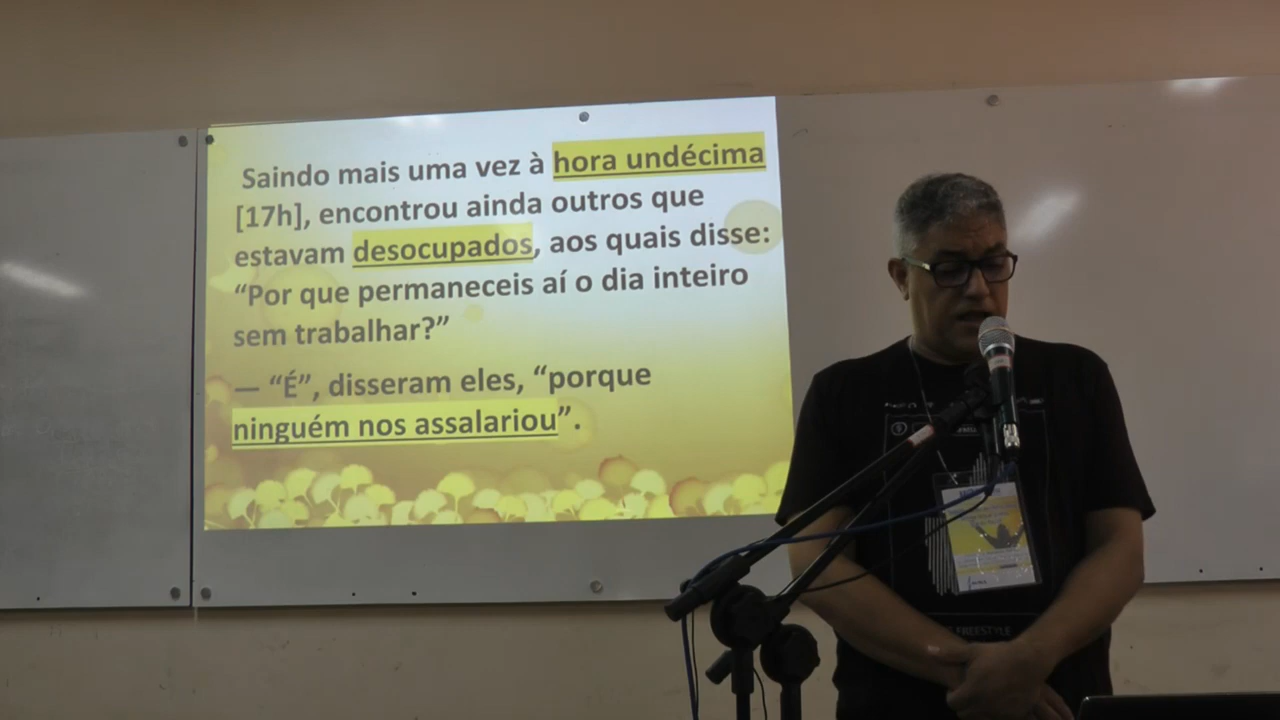 Saindo mais uma vez à hora undécima
[17h], encontrou ainda outros que
estavam desocupados, aos quais disse:
“Por que permaneceis aí o dia inteiro
sem trabalhar?”
— “É”, disseram eles, “porque
ninguém nos assalariou”.
FREESTYLE